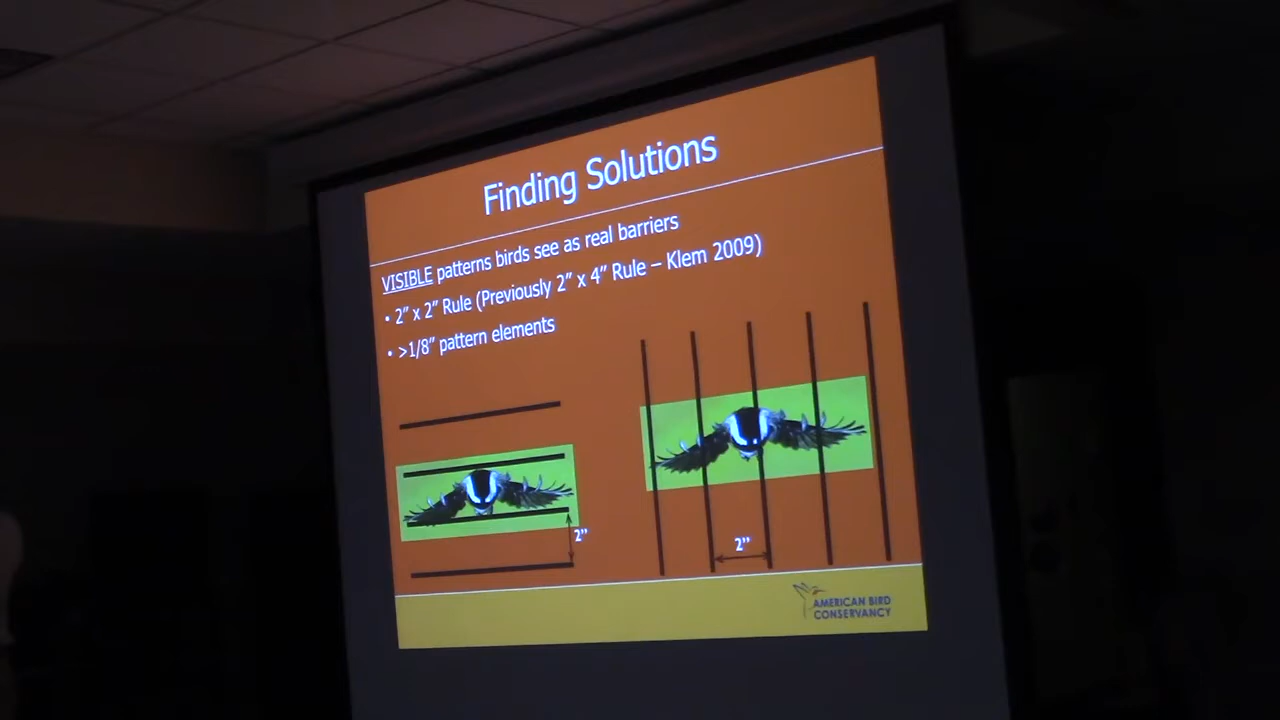 Finding Solutions
VISIBLE patterns birds see as real barriers
• 2” x 2” Rule (Previously 2” x 4” Rule – Klem 2009)
• >1/8” pattern elements
2”
2”
AMERICAN BIRD
CONSERVANCY